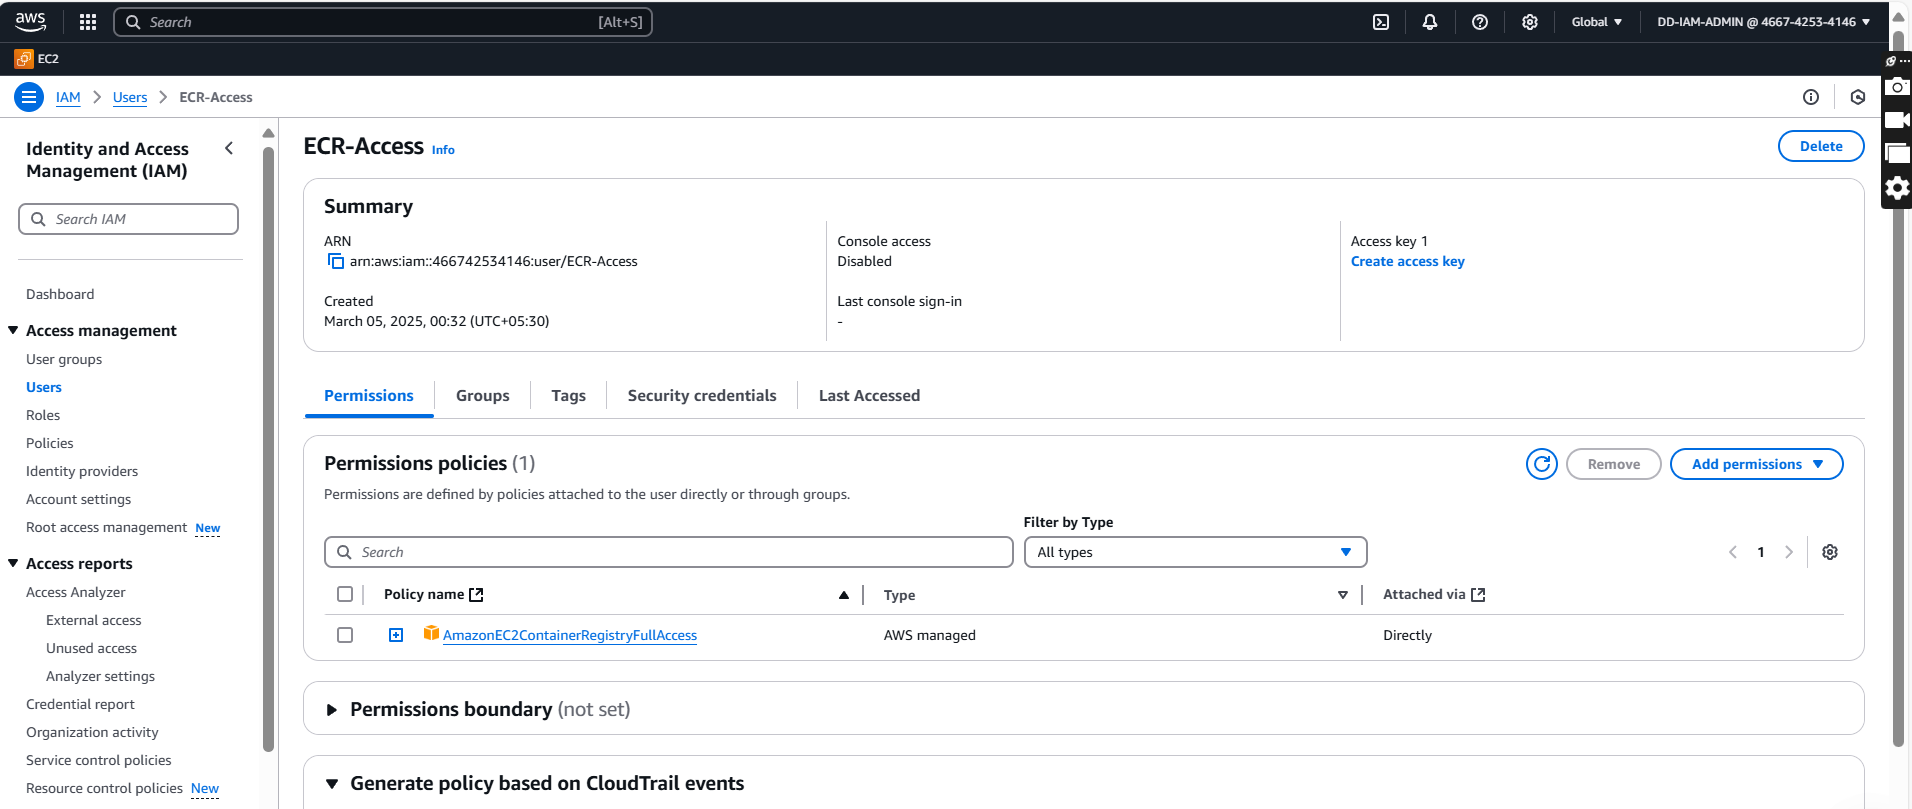 aws
Search [Alt+S]
Global
DD-IAM-ADMIN @ 4667-4253-4146
EC2
IAM
Users
ECR-Access
Identity and Access
Management (IAM)
Search IAM
Dashboard
Access management
User groups
Users
Roles
Policies
Identity providers
Account settings
Root access management New
Access reports
Access Analyzer
External access
Unused access
Analyzer settings
Credential report
Organization activity
Service control policies
Resource control policies New
ECR-Access Info
Delete
Summary
ARN
arn:aws:iam::466742534146:user/ECR-Access
Created
March 05, 2025, 00:32 (UTC+05:30)
Console access
Disabled
Last console sign-in
-
Access key 1
Create access key
Permissions
Groups
Tags
Security credentials
Last Accessed
Permissions policies (1)
Remove
Add permissions
Permissions are defined by policies attached to the user directly or through groups.
Filter by Type
Search
All types
1
Policy name
Type
Attached via
AmazonEC2ContainerRegistryFullAccess
AWS managed
Directly
Permissions boundary (not set)
Generate policy based on CloudTrail events